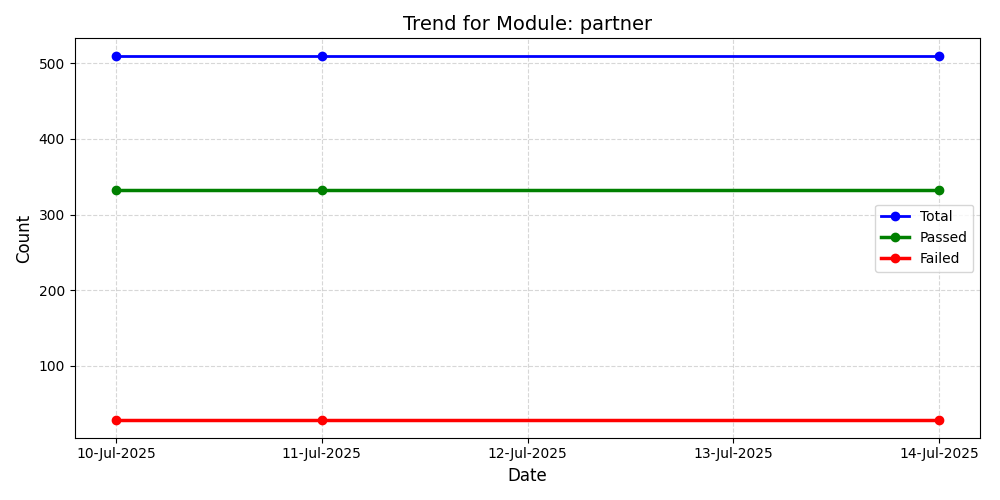 Trend for Module: partner
500
400
300
200
100
Count
Total
Passed
Failed
10-Jul-2025
11-Jul-2025
12-Jul-2025
13-Jul-2025
14-Jul-2025
Date